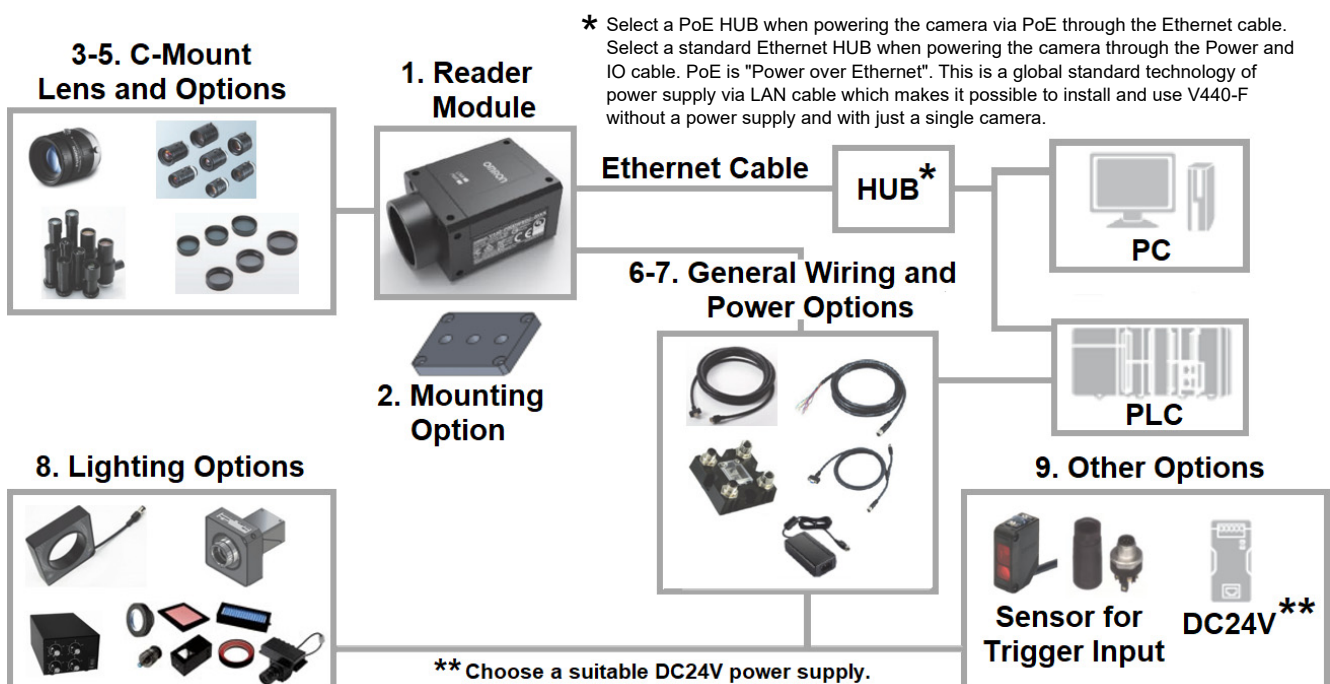 * Select a PoE HUB when powering the camera via PoE through the Ethernet cable.
Select a standard Ethernet HUB when powering the camera through the Power and
IO cable. PoE is "Power over Ethernet". This is a global standard technology of
power supply via LAN cable which makes it possible to install and use V440-F
without a power supply and with just a single camera.
3-5. C-Mount
Lens and Options
1. Reader
Module
OMRON
Ethernet Cable
HUB*
PC
6-7. General Wiring and
Power Options
2. Mounting
Option
PLC
8. Lighting Options
9. Other Options
Sensor for
Trigger Input
DC24V**
** Choose a suitable DC24V power supply.